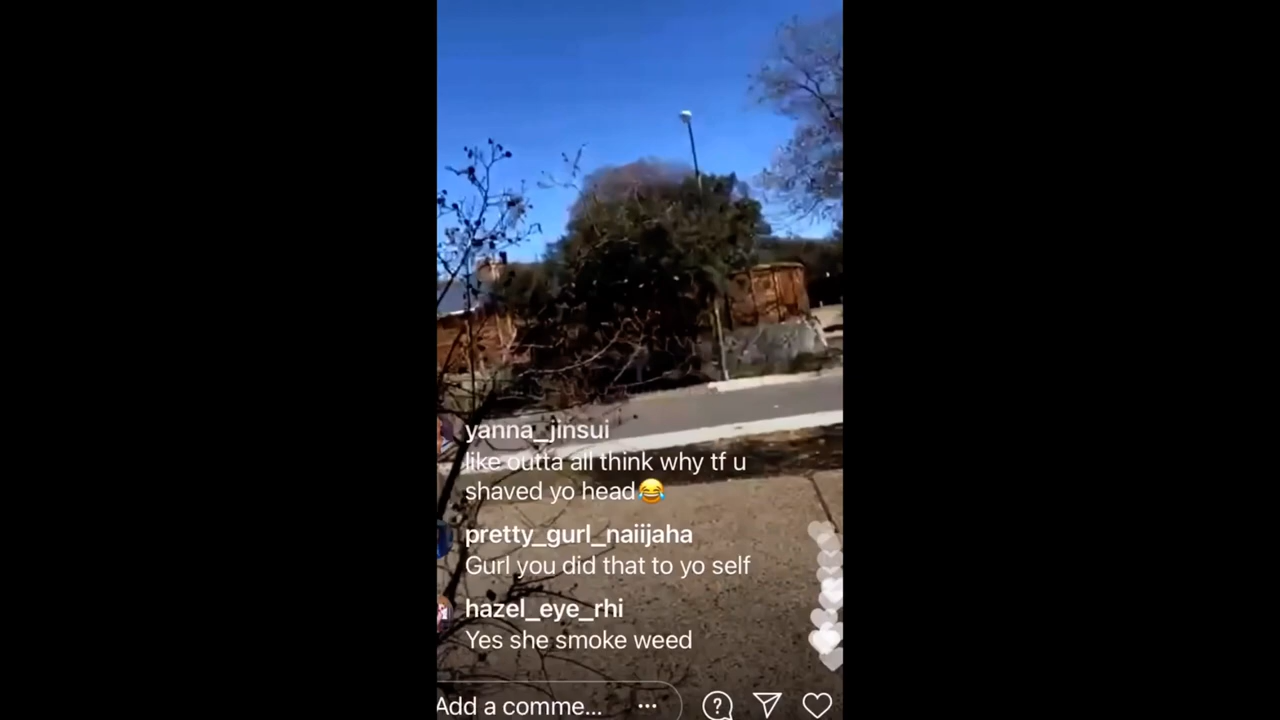 yanna_jinsui
like outta all think why tf u
shaved yo head😂
pretty_gurl_naiijaha
Gurl you did that to yo self
hazel_eye_rhi
Yes she smoke weed
Add a comme...